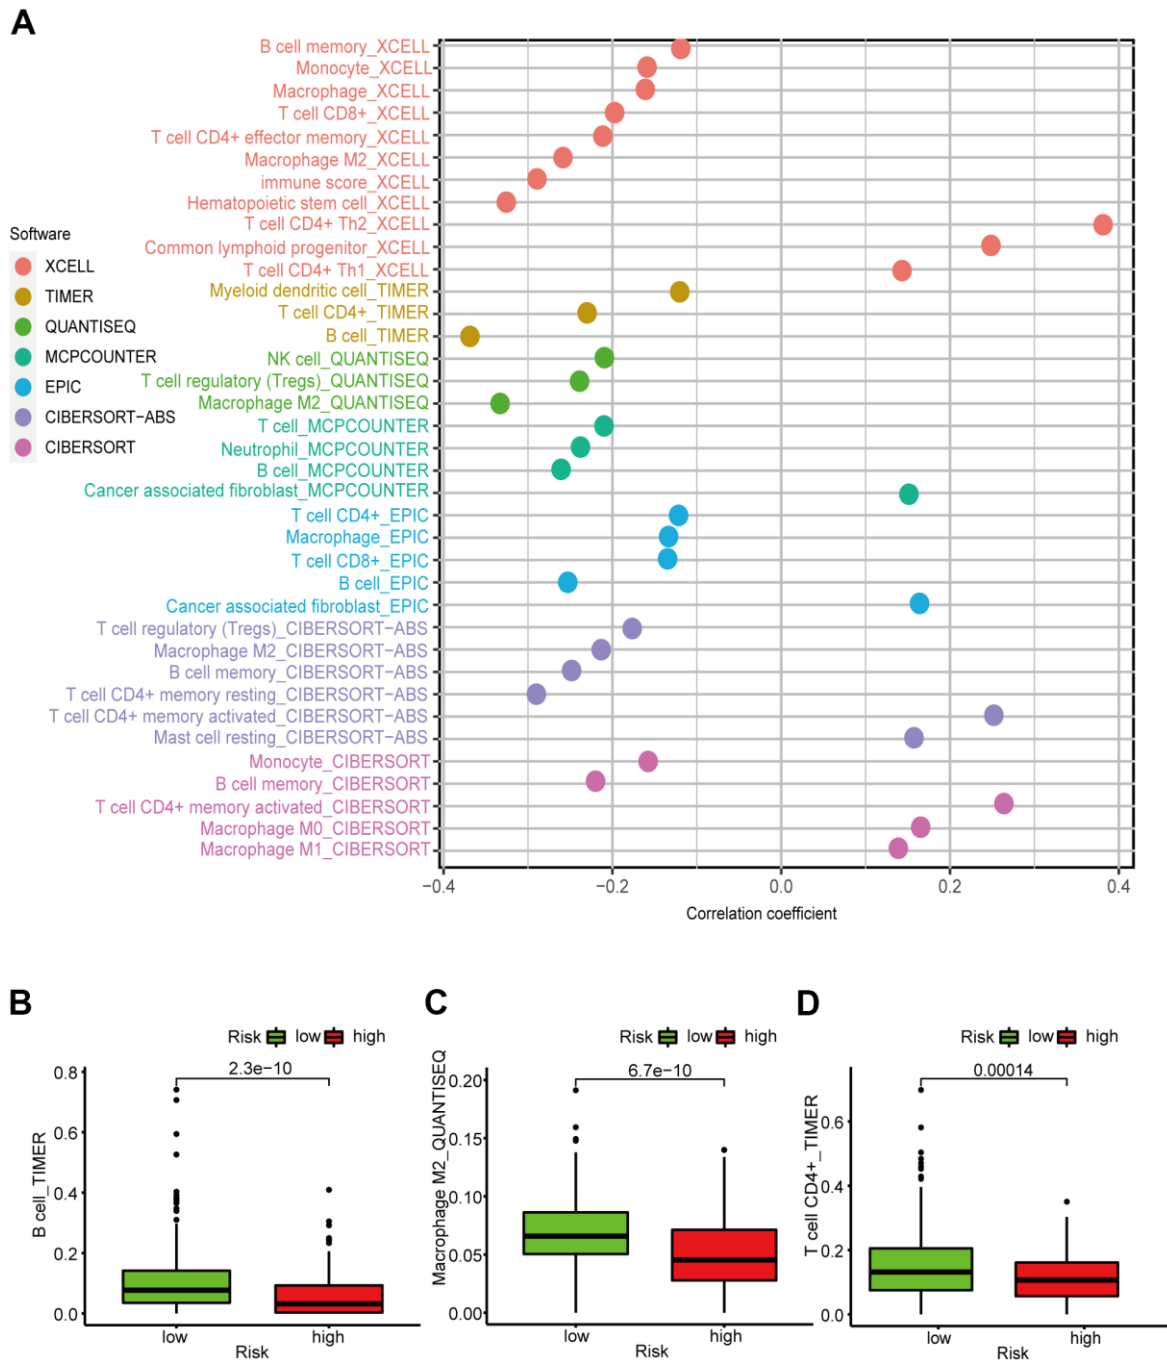 A
B cell memory_XCELL
Monocyte_XCELL
Macrophage_XCELL
T cell CD8+_XCELL
T cell CD4+ effector memory_XCELL
Macrophage M2_XCELL
immune score_XCELL
Hematopoietic stem cell_XCELL
T cell CD4+ Th2_XCELL
Common lymphoid progenitor_XCELL
T cell CD4+ Th1_XCELL
Myeloid dendritic cell_TIMER
T cell CD4+_TIMER
B cell_TIMER
NK cell_QUANTISEQ
T cell regulatory (Tregs)_QUANTISEQ
Macrophage M2_QUANTISEQ
T cell_MCPCOUNTER
Neutrophil_MCPCOUNTER
B cell_MCPCOUNTER
Cancer associated fibroblast_MCPCOUNTER
T cell CD4+_EPIC
Macrophage_EPIC
T cell CD8+_EPIC
B cell_EPIC
Cancer associated fibroblast_EPIC
T cell regulatory (Tregs)_CIBERSORT−ABS
Macrophage M2_CIBERSORT−ABS
B cell memory_CIBERSORT−ABS
T cell CD4+ memory resting_CIBERSORT−ABS
T cell CD4+ memory activated_CIBERSORT−ABS
Mast cell resting_CIBERSORT−ABS
Monocyte_CIBERSORT
B cell memory_CIBERSORT
T cell CD4+ memory activated_CIBERSORT
Macrophage M0_CIBERSORT
Macrophage M1_CIBERSORT
Software
XCELL
TIMER
QUANTISEQ
MCPCOUNTER
EPIC
CIBERSORT−ABS
CIBERSORT
−0.4 −0.2 0.0 0.2 0.4
Correlation coefficient
B
Risk low high
2.3e−10
B cell_TIMER
0.8
0.6
0.4
0.2
0.0
low high
Risk
C
Risk low high
6.7e−10
Macrophage M2_QUANTISEQ
0.20
0.15
0.10
0.05
0.00
low high
Risk
D
Risk low high
0.00014
T cell CD4+_TIMER
0.6
0.4
0.2
0.0
low high
Risk